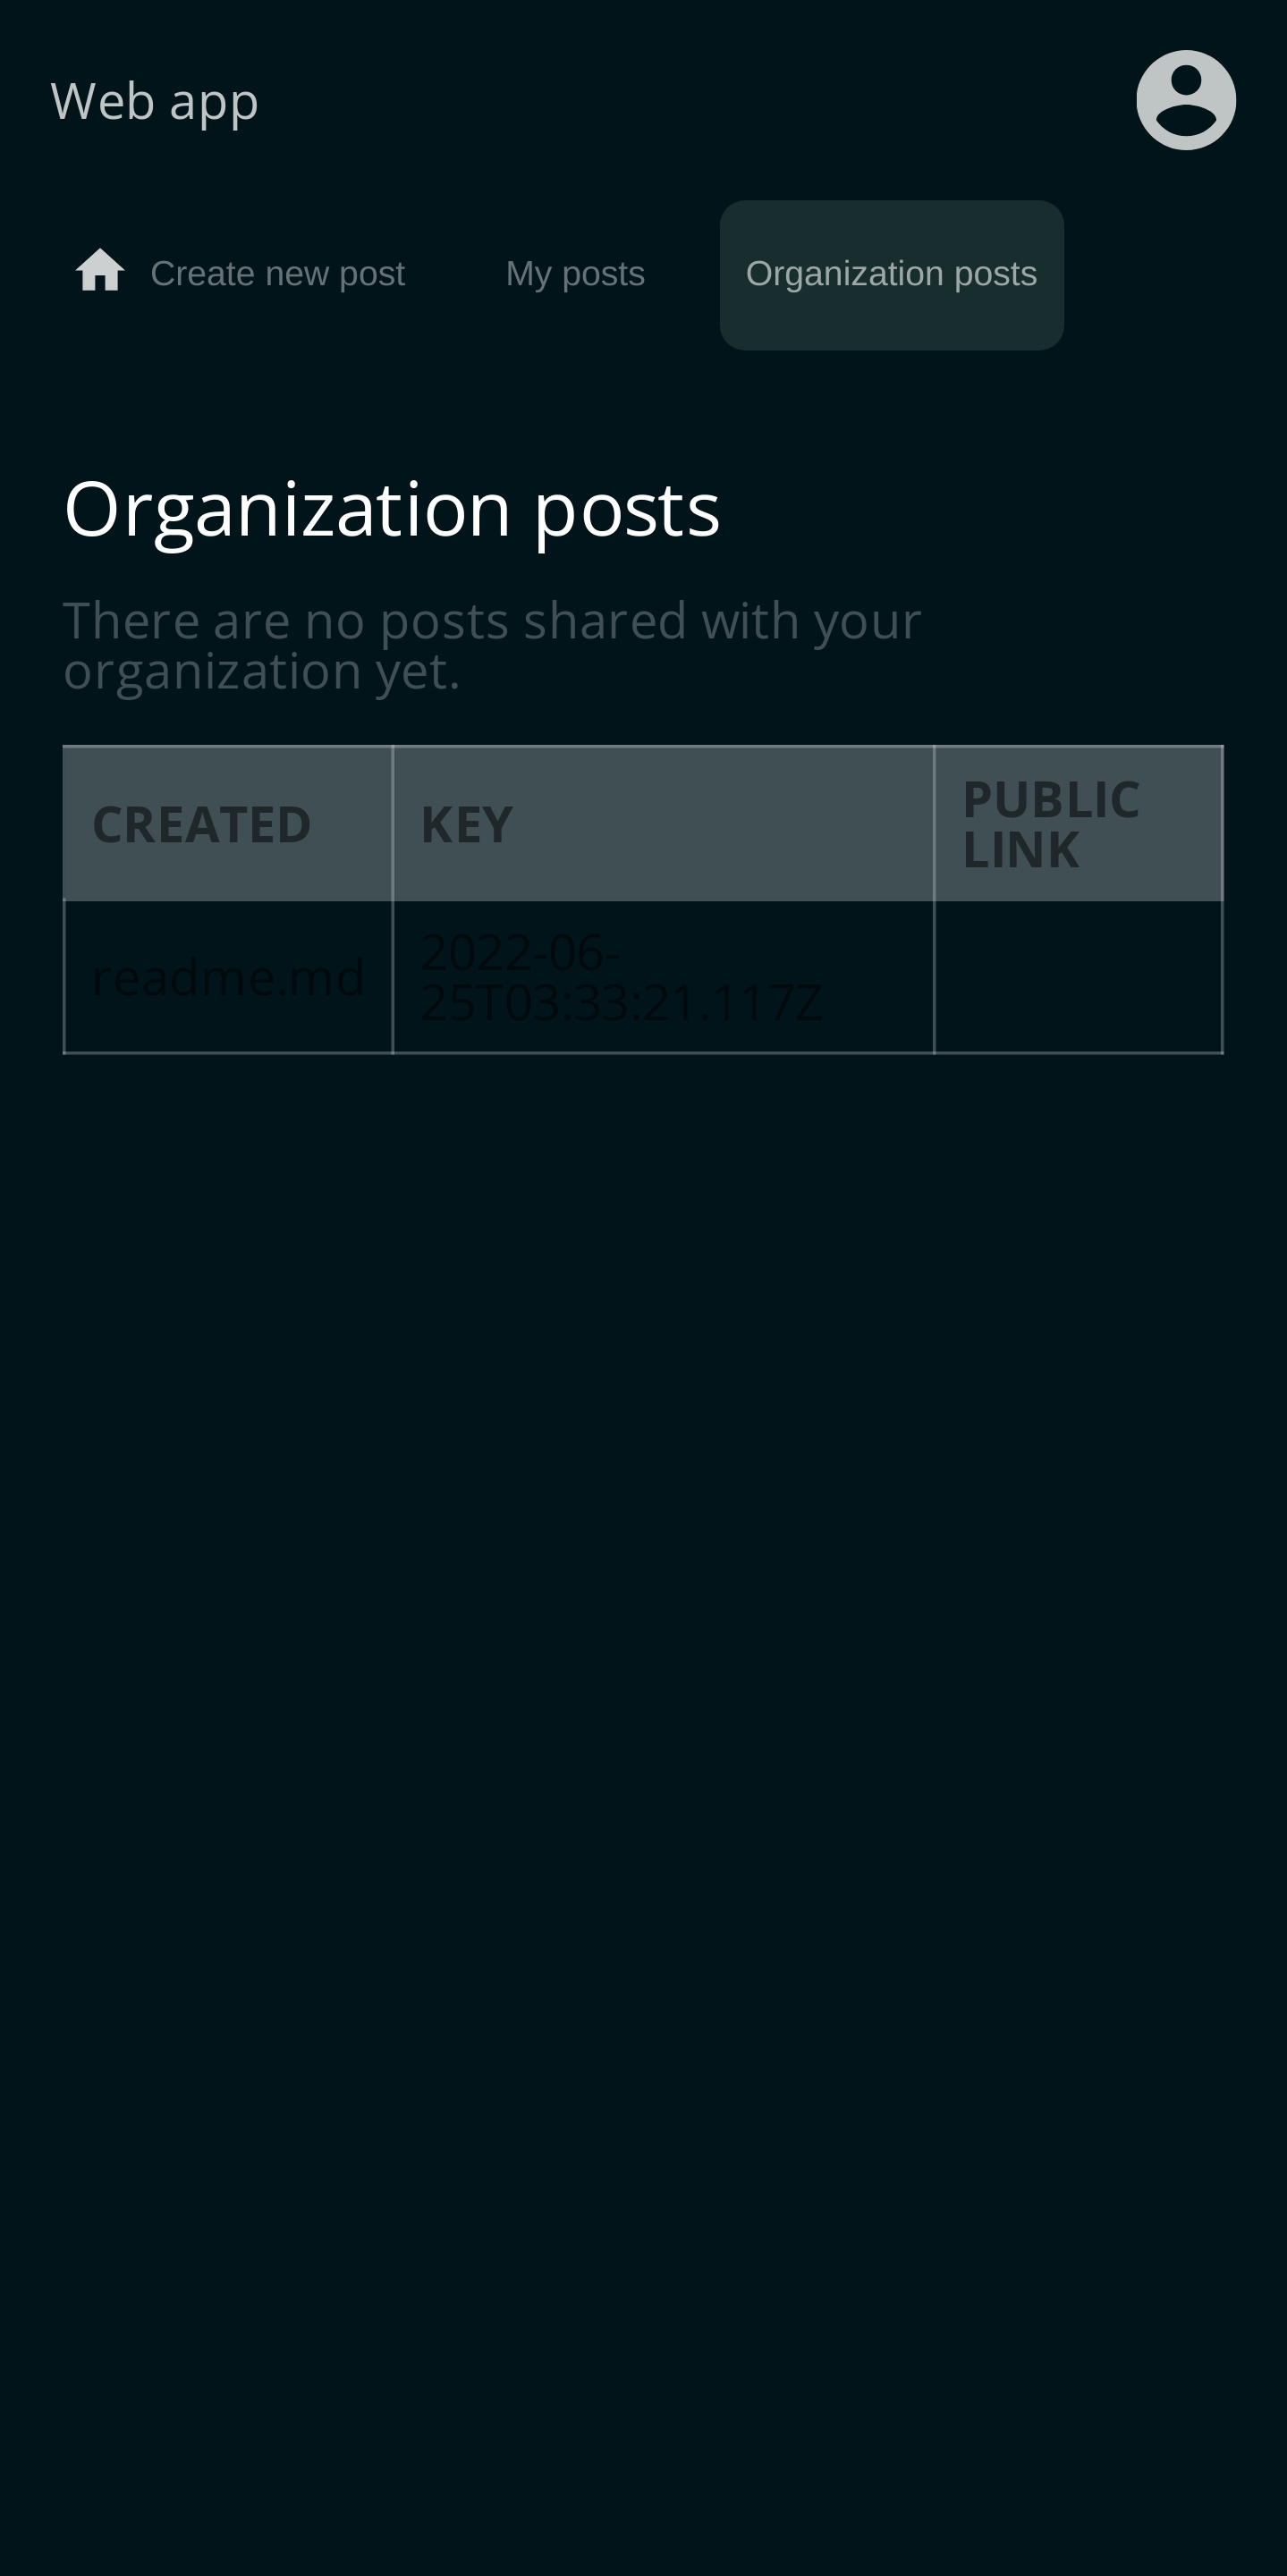 Web app
Create new post My posts Organization posts
Organization posts
There are no posts shared with your
organization yet.
CREATED KEY PUBLIC LINK
readme.md 2022-06-
25T03:33:21.117Z